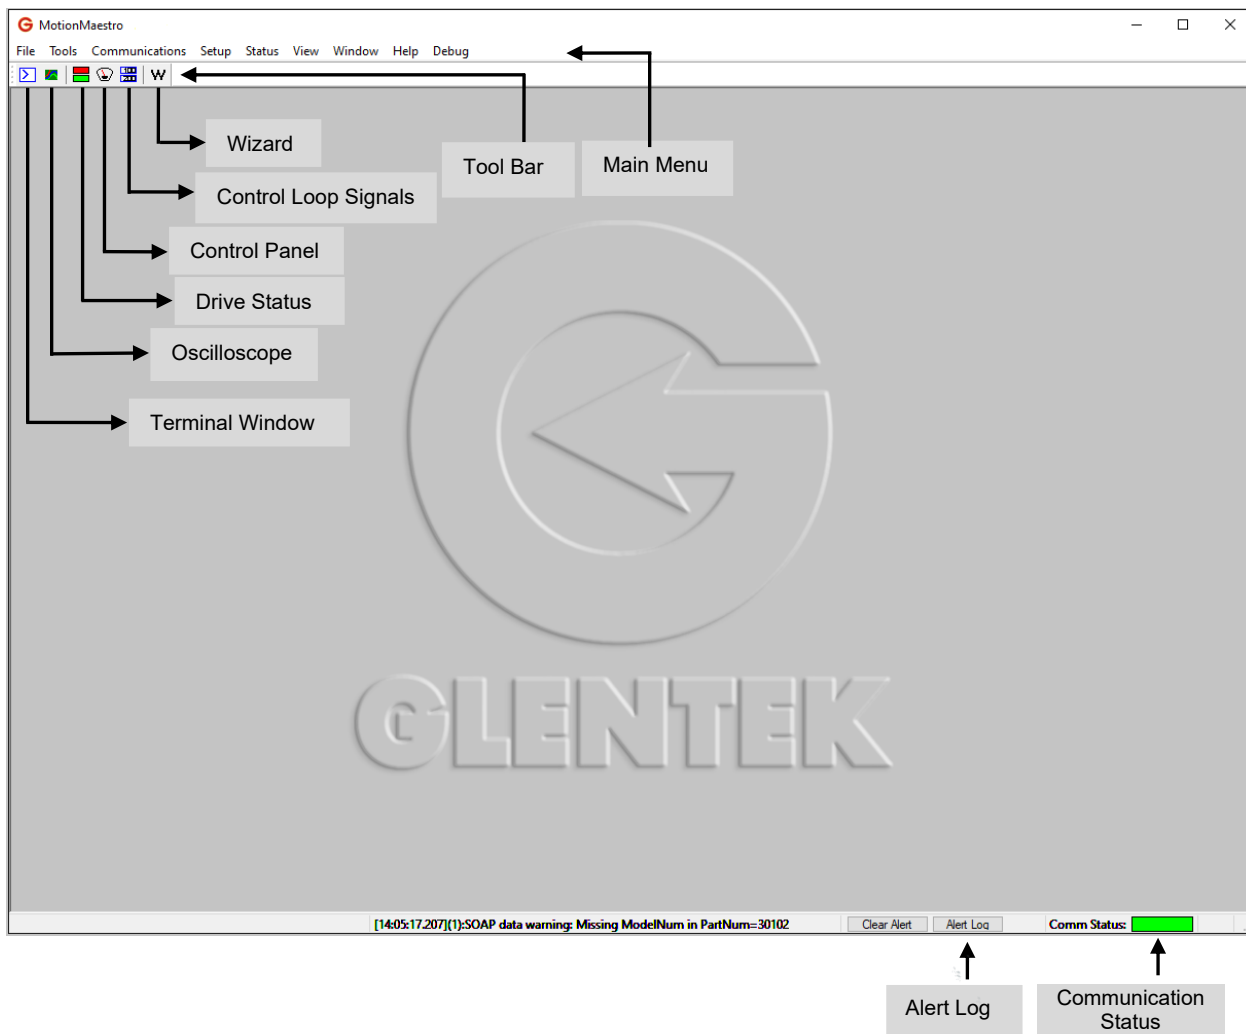 MotionMaestro
File Tools Communications Setup Status View Window Help Debug
W
Wizard
Tool Bar
Main Menu
Control Loop Signals
Control Panel
Drive Status
Oscilloscope
Terminal Window
GLENTEK
[14:05:17.207](1):SOAP data warning: Missing ModelNum in PartNum=30102
Clear Alert
Alert Log
Comm Status:
Alert Log
Communication
Status